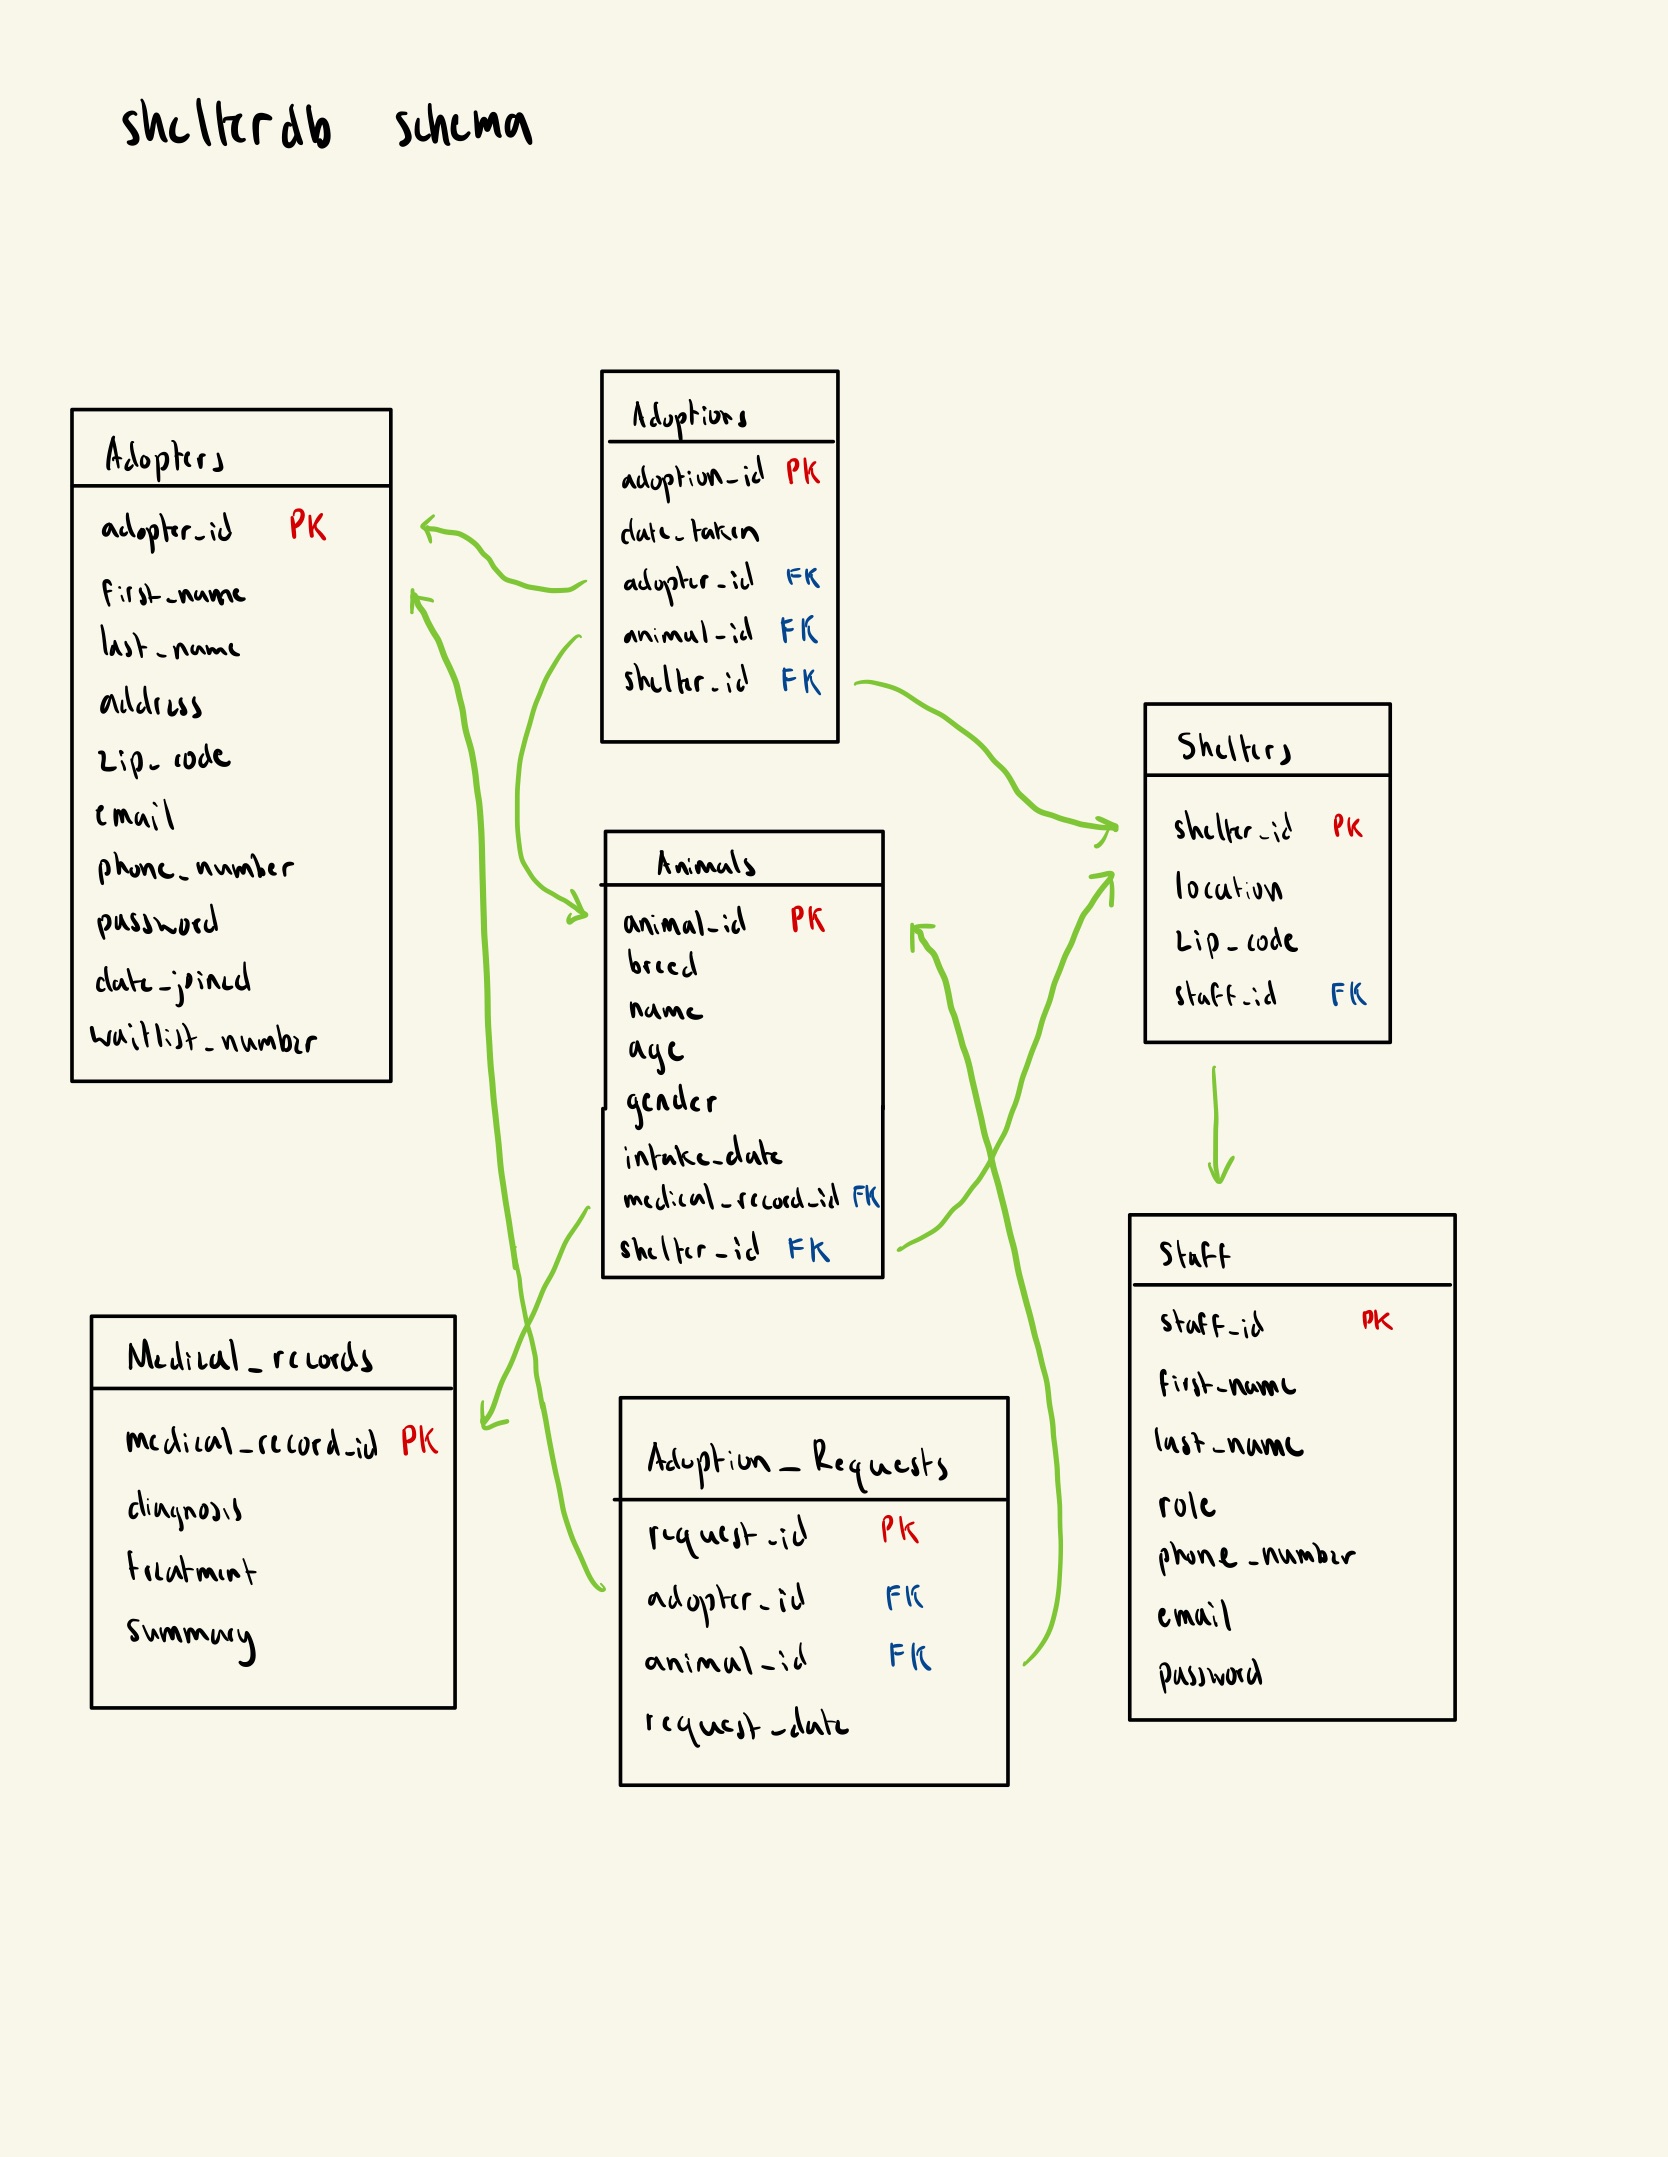 shelterdb schema
Adopters
adopter_id PK
first_name
last_name
address
zip_code
email
phone_number
password
date_joined
waitlist_number
Adoptions
adoption_id PK
date_taken
adopter_id FK
animal_id FK
shelter_id FK
Animals
animal_id PK
breed
name
age
gender
intake_date
medical_record_id FK
shelter_id FK
Shelters
shelter_id PK
location
zip_code
staff_id FK
Medical_records
medical_record_id PK
diagnosis
treatment
summary
Adoption_Requests
request_id PK
adopter_id FK
animal_id FK
request_date
Staff
staff_id PK
first_name
last_name
role
phone_number
email
password